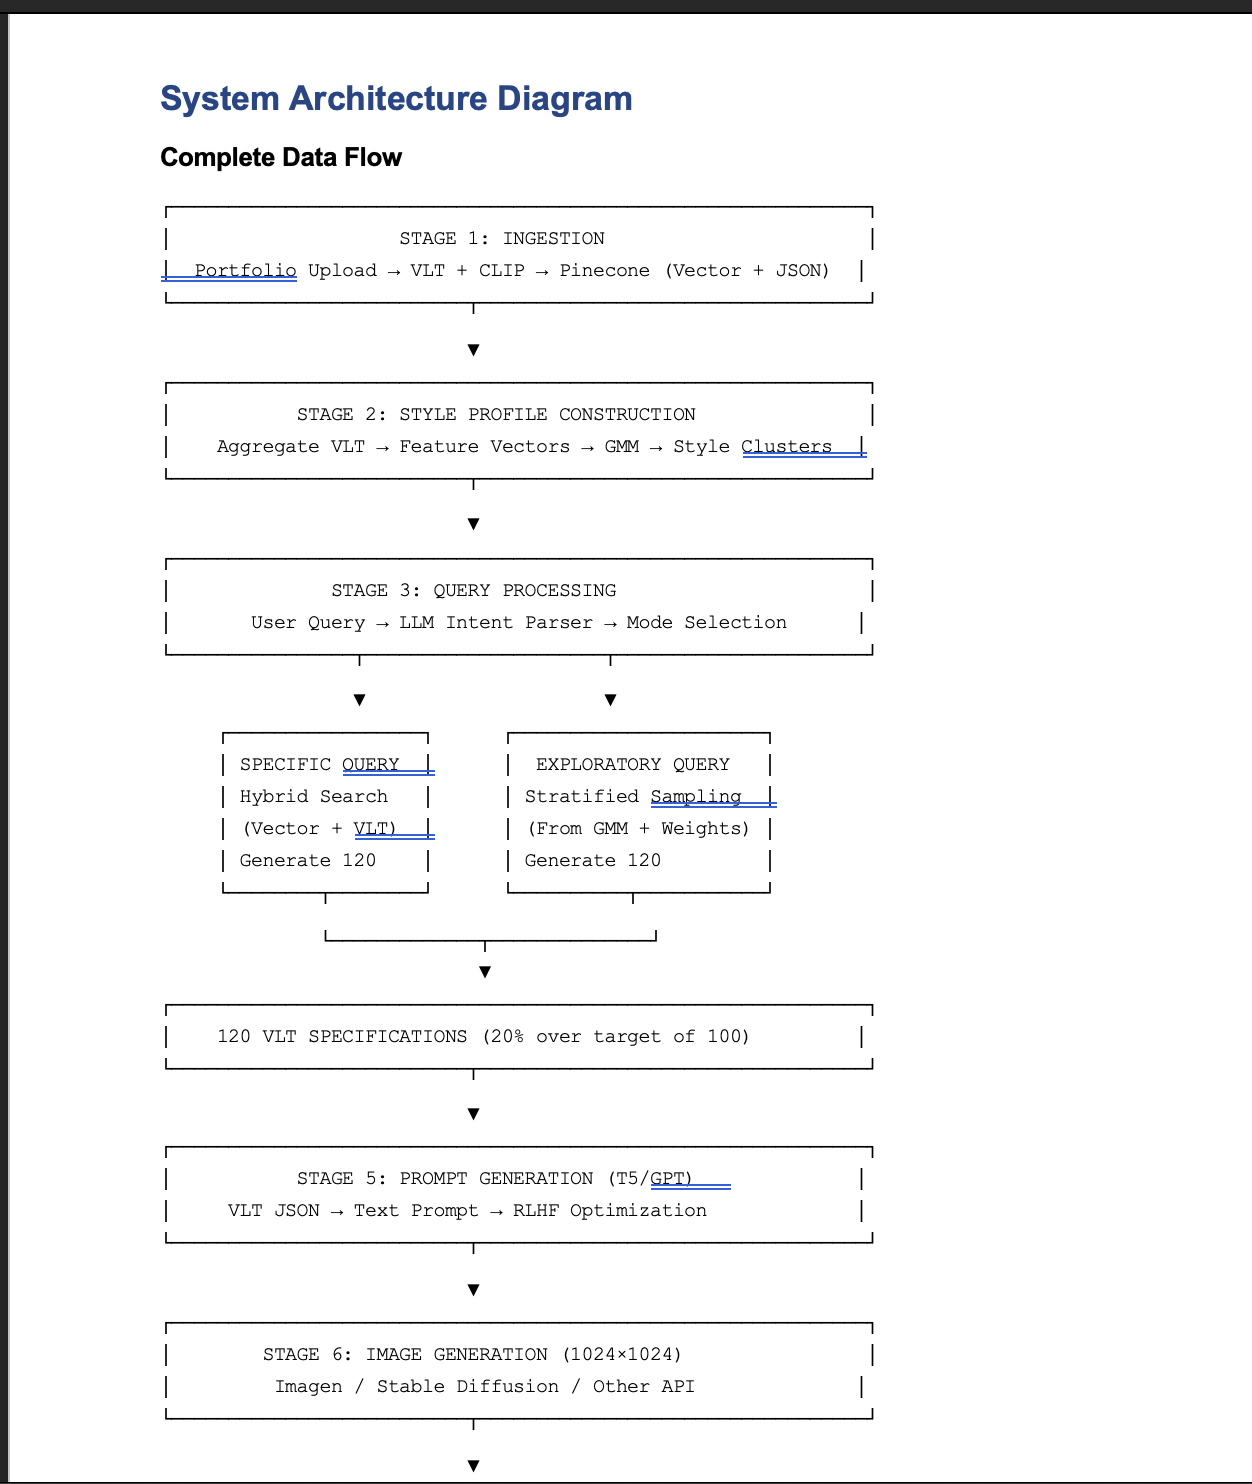 System Architecture Diagram
Complete Data Flow
STAGE 1: INGESTION
Portfolio Upload → VLT + CLIP → Pinecone (Vector + JSON)
STAGE 2: STYLE PROFILE CONSTRUCTION
Aggregate VLT → Feature Vectors → GMM → Style Clusters
STAGE 3: QUERY PROCESSING
User Query → LLM Intent Parser → Mode Selection
SPECIFIC QUERY
Hybrid Search
(Vector + VLT)
Generate 120
EXPLORATORY QUERY
Stratified Sampling
(From GMM + Weights)
Generate 120
120 VLT SPECIFICATIONS (20% over target of 100)
STAGE 5: PROMPT GENERATION (T5/GPT)
VLT JSON → Text Prompt → RLHF Optimization
STAGE 6: IMAGE GENERATION (1024×1024)
Imagen / Stable Diffusion / Other API